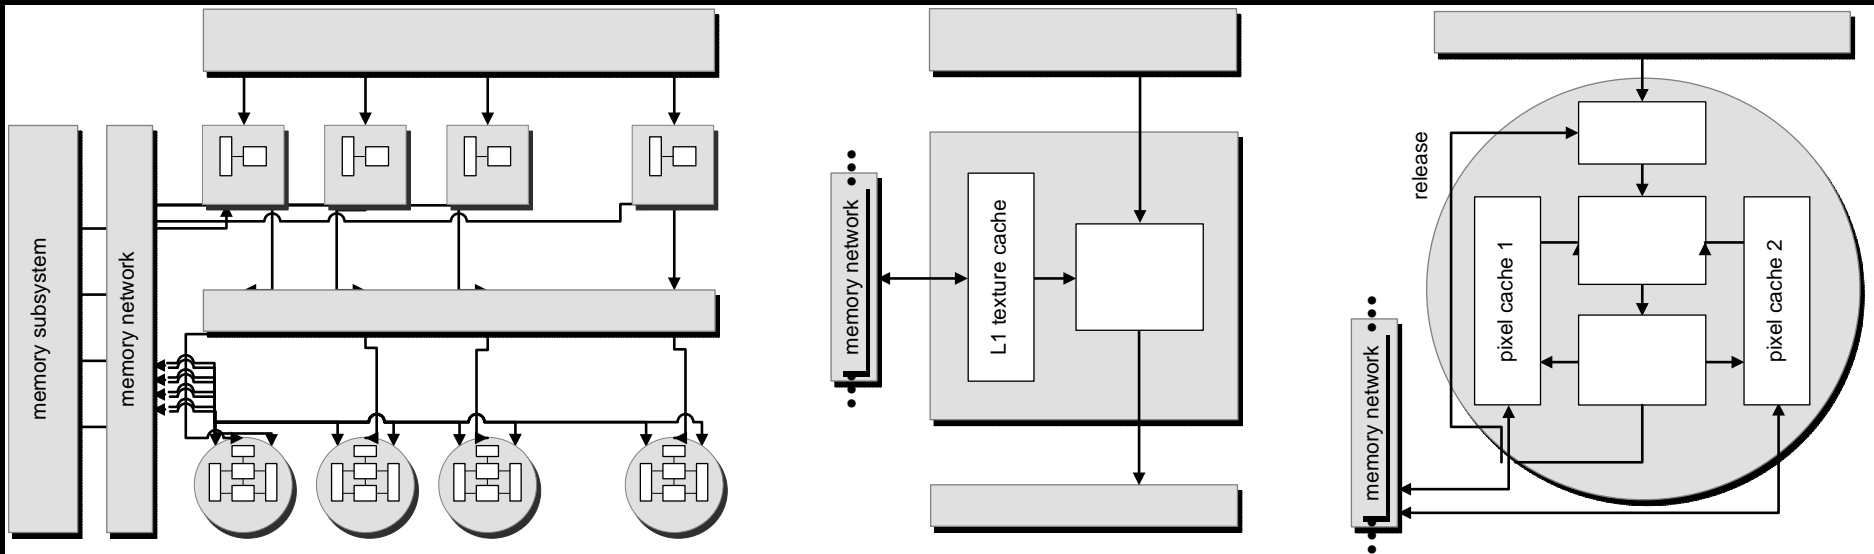 memory subsystem
memory network
memory network
L1 texture cache
release
pixel cache 1
pixel cache 2
memory network